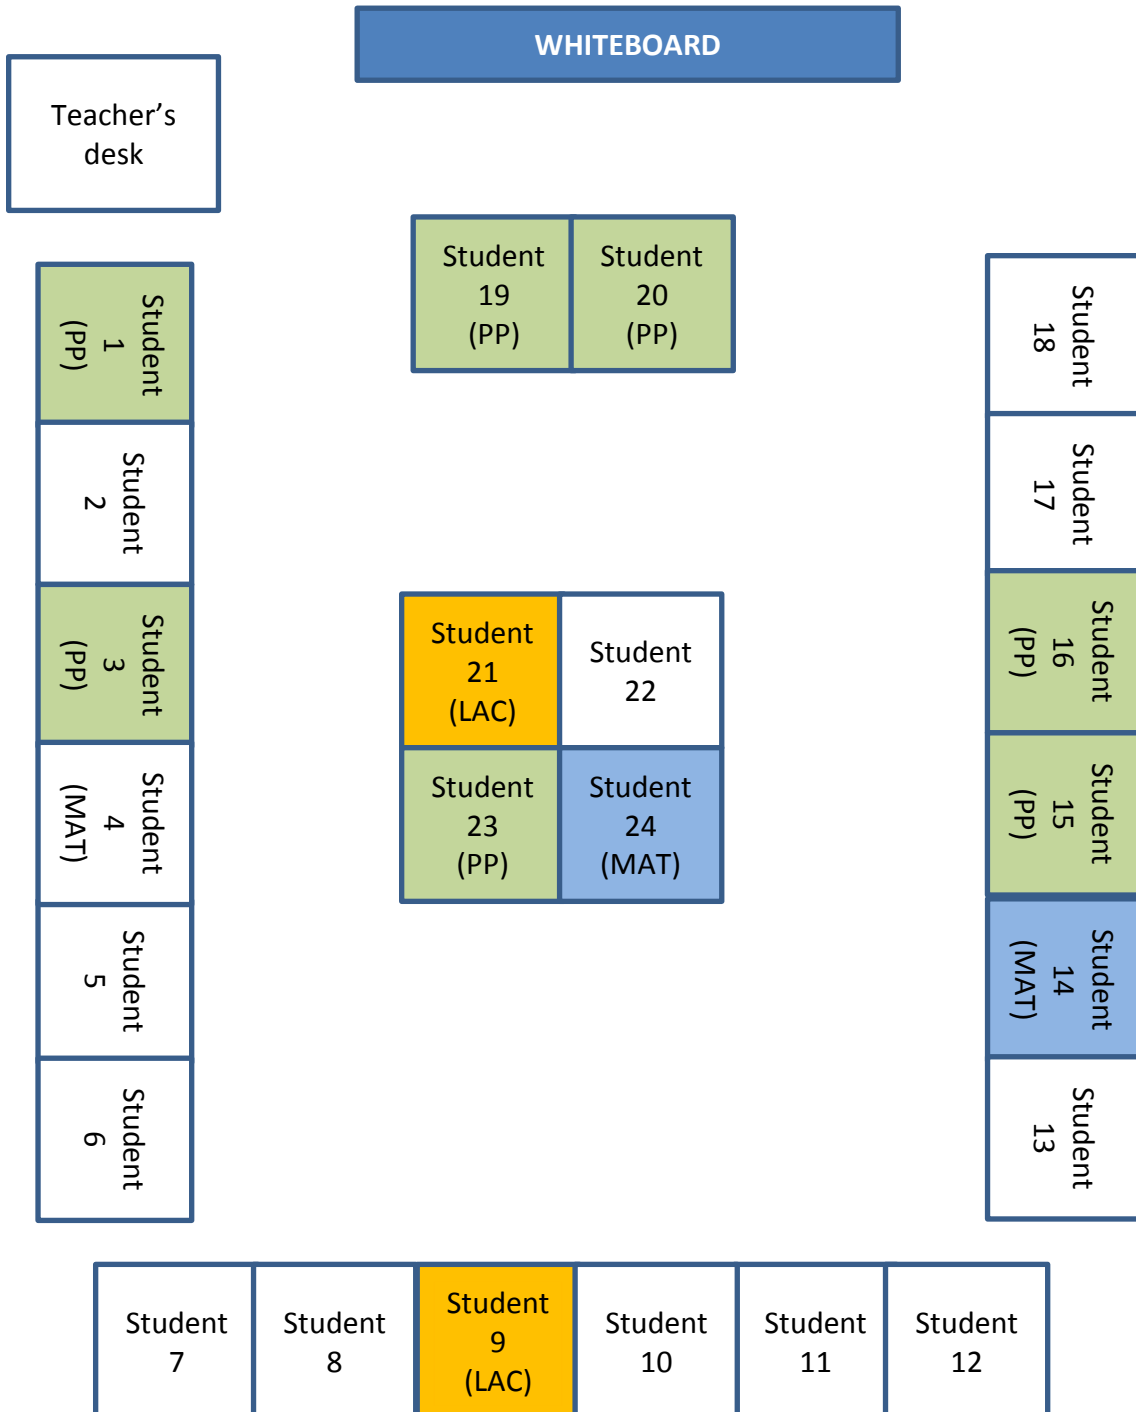 WHITEBOARD
Teacher’s
desk
Student
19
(PP)
Student
20
(PP)
Student
1
(PP)
Student
2
Student
3
(PP)
Student
4
(MAT)
Student
5
Student
6
Student
18
Student
17
Student
16
(PP)
Student
15
(PP)
Student
14
(MAT)
Student
13
Student
21
(LAC)
Student
22
Student
23
(PP)
Student
24
(MAT)
Student
7
Student
8
Student
9
(LAC)
Student
10
Student
11
Student
12